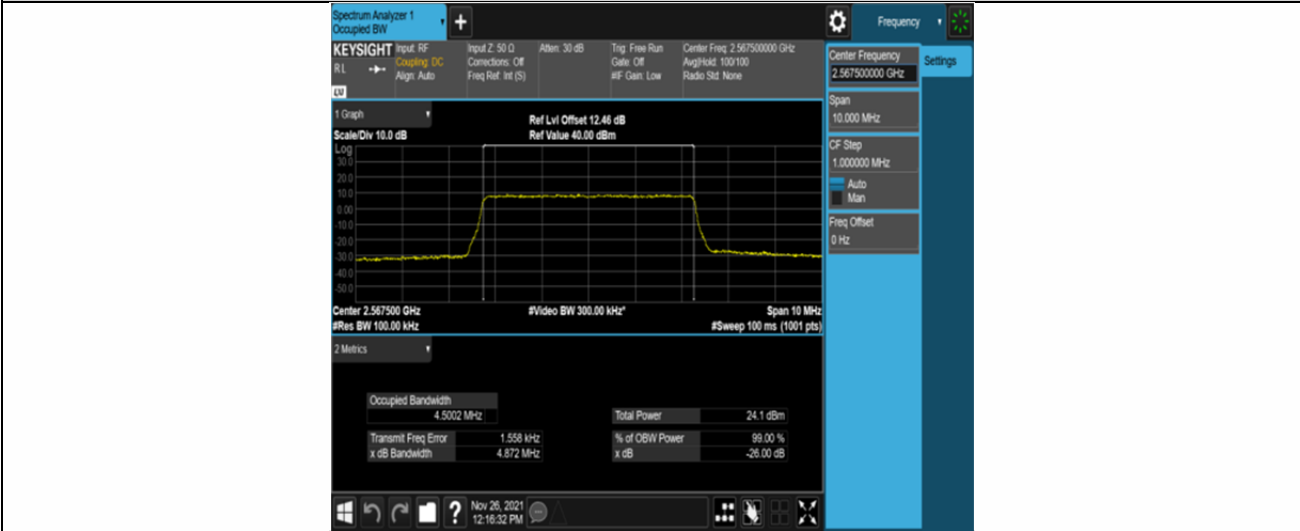 Spectrum Analyzer 1
Occupied BW
+
Frequency
KEYSIGHT
Input: RF
Coupling: DC
Align: Auto
Input Z: 50 Ω
Corrections: Off
Freq Ref: Int (S)
Atten: 30 dB
Trig: Free Run
Gate: Off
#IF Gain: Low
Center Freq: 2.567500000 GHz
Avg|Hold: 100/100
Radio Std: None
RL
LXI
Center Frequency
2.567500000 GHz
Settings
Span
10.000 MHz
CF Step
1.000000 MHz
Auto
Man
Freq Offset
0 Hz
1 Graph
Scale/Div 10.0 dB
Ref Lvl Offset 12.46 dB
Ref Value 40.00 dBm
Log
30.0
20.0
10.0
0.00
-10.0
-20.0
-30.0
-40.0
-50.0
Center 2.567500 GHz
#Video BW 300.00 kHz*
Span 10 MHz
#Res BW 100.00 kHz
#Sweep 100 ms (1001 pts)
2 Metrics
Occupied Bandwidth
4.5002 MHz
Total Power 24.1 dBm
Transmit Freq Error 1.558 kHz
% of OBW Power 99.00 %
x dB Bandwidth 4.872 MHz
x dB -26.00 dB
?
Nov 26, 2021
12:16:32 PM